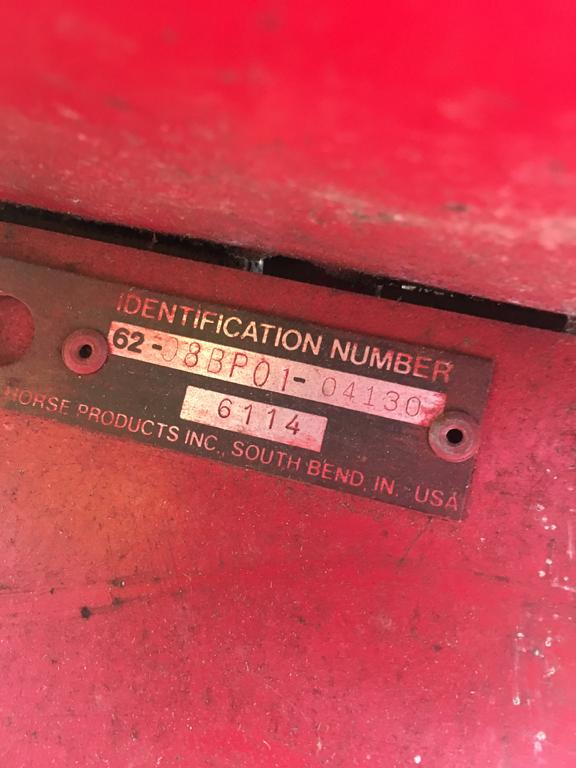 IDENTIFICATION NUMBER
62-08BP01-04130
6114
HORSE PRODUCTS INC., SOUTH BEND, IN. USA